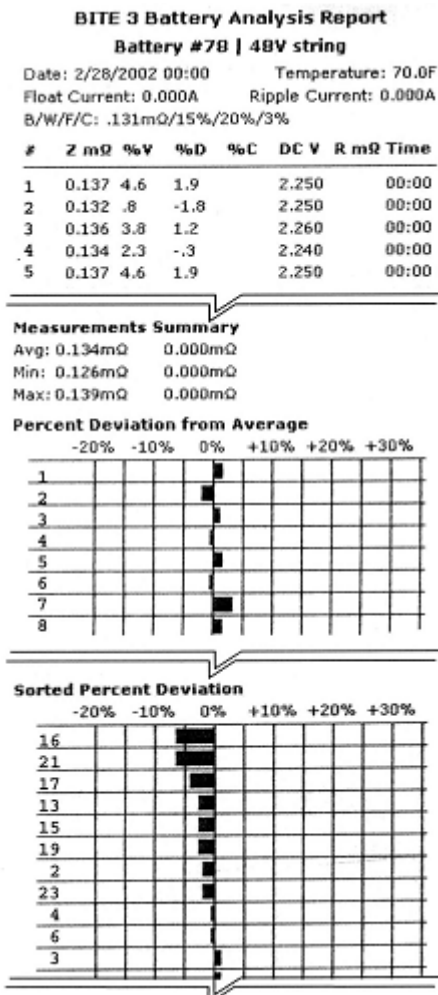 BITE 3 Battery Analysis Report
Battery #78 | 48V string
Date: 2/28/2002 00:00 Temperature: 70.0F
Float Current: 0.000A Ripple Current: 0.000A
B/W/F/C: .131mΩ/15%/20%/3%
# Z mΩ %V %D %C DC V R mΩ Time
1 0.137 4.6 1.9 2.250 00:00
2 0.132 .8 -1.8 2.250 00:00
3 0.136 3.8 1.2 2.260 00:00
4 0.134 2.3 -.3 2.240 00:00
5 0.137 4.6 1.9 2.250 00:00
Measurements Summary
Avg: 0.134mΩ 0.000mΩ
Min: 0.126mΩ 0.000mΩ
Max: 0.139mΩ 0.000mΩ
Percent Deviation from Average
-20% -10% 0% +10% +20% +30%
1
2
3
4
5
6
7
8
Sorted Percent Deviation
-20% -10% 0% +10% +20% +30%
16
21
17
13
15
19
2
23
4
6
3